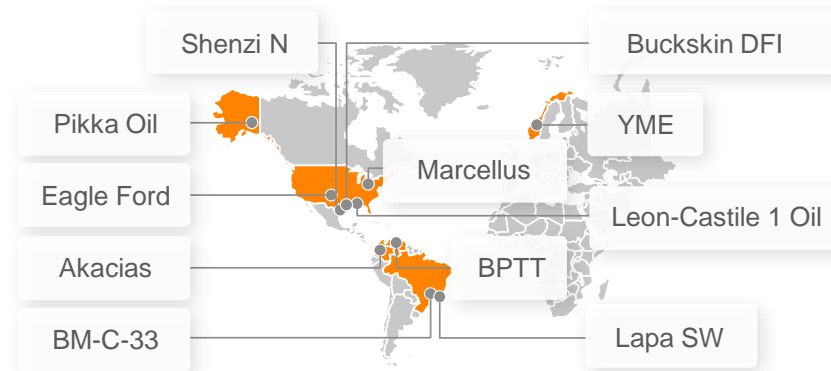 Shenzi N
Buckskin DFI
Pikka Oil
YME
Marcellus
Eagle Ford
Leon-Castile 1 Oil
Akacias
BPTT
BM-C-33
Lapa SW